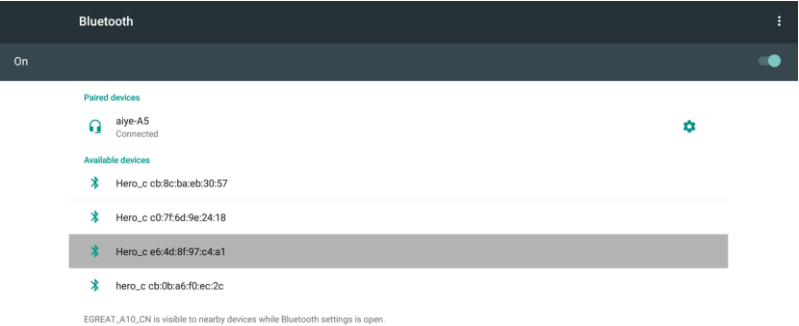 Bluetooth
On
Paired devices
aiye-A5
Connected
Available devices
Hero_c cb:8c:ba:eb:30:57
Hero_c c0:7f:6d:9e:24:18
Hero_c e6:4d:8f:97:c4:a1
hero_c cb:0b:a6:f0:ec:2c
EGREAT_A10_CN is visible to nearby devices while Bluetooth settings is open.